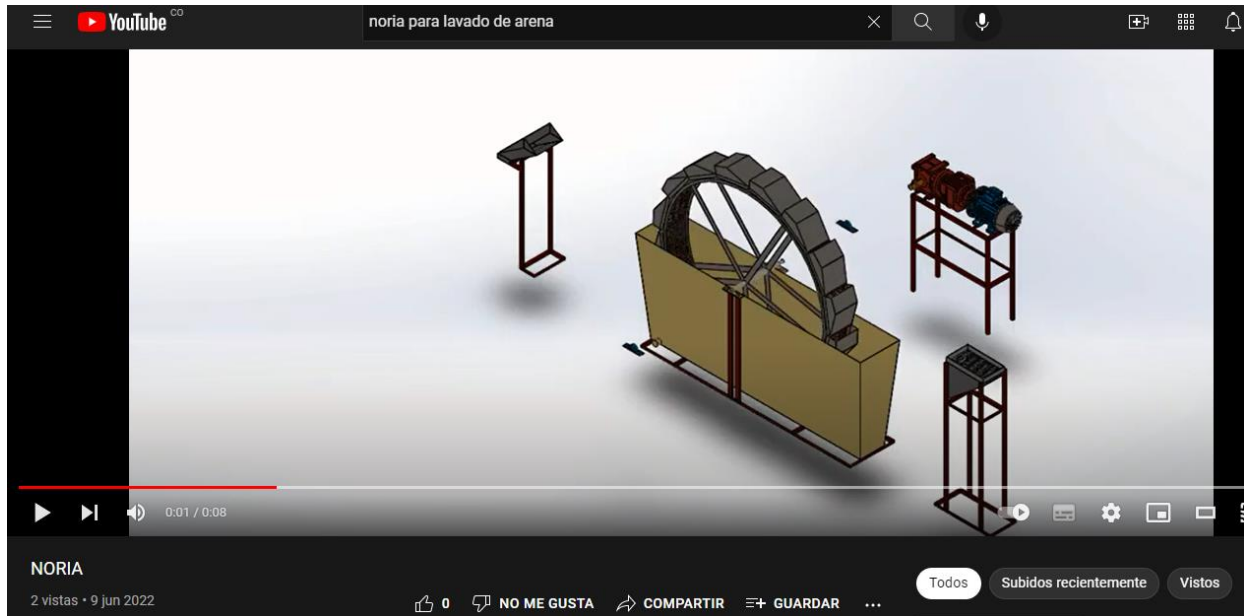 YouTube CO
noria para lavado de arena
0:01 / 0:08
NORIA
2 vistas • 9 jun 2022
0
NO ME GUSTA
COMPARTIR
GUARDAR
Todos
Subidos recientemente
Vistos